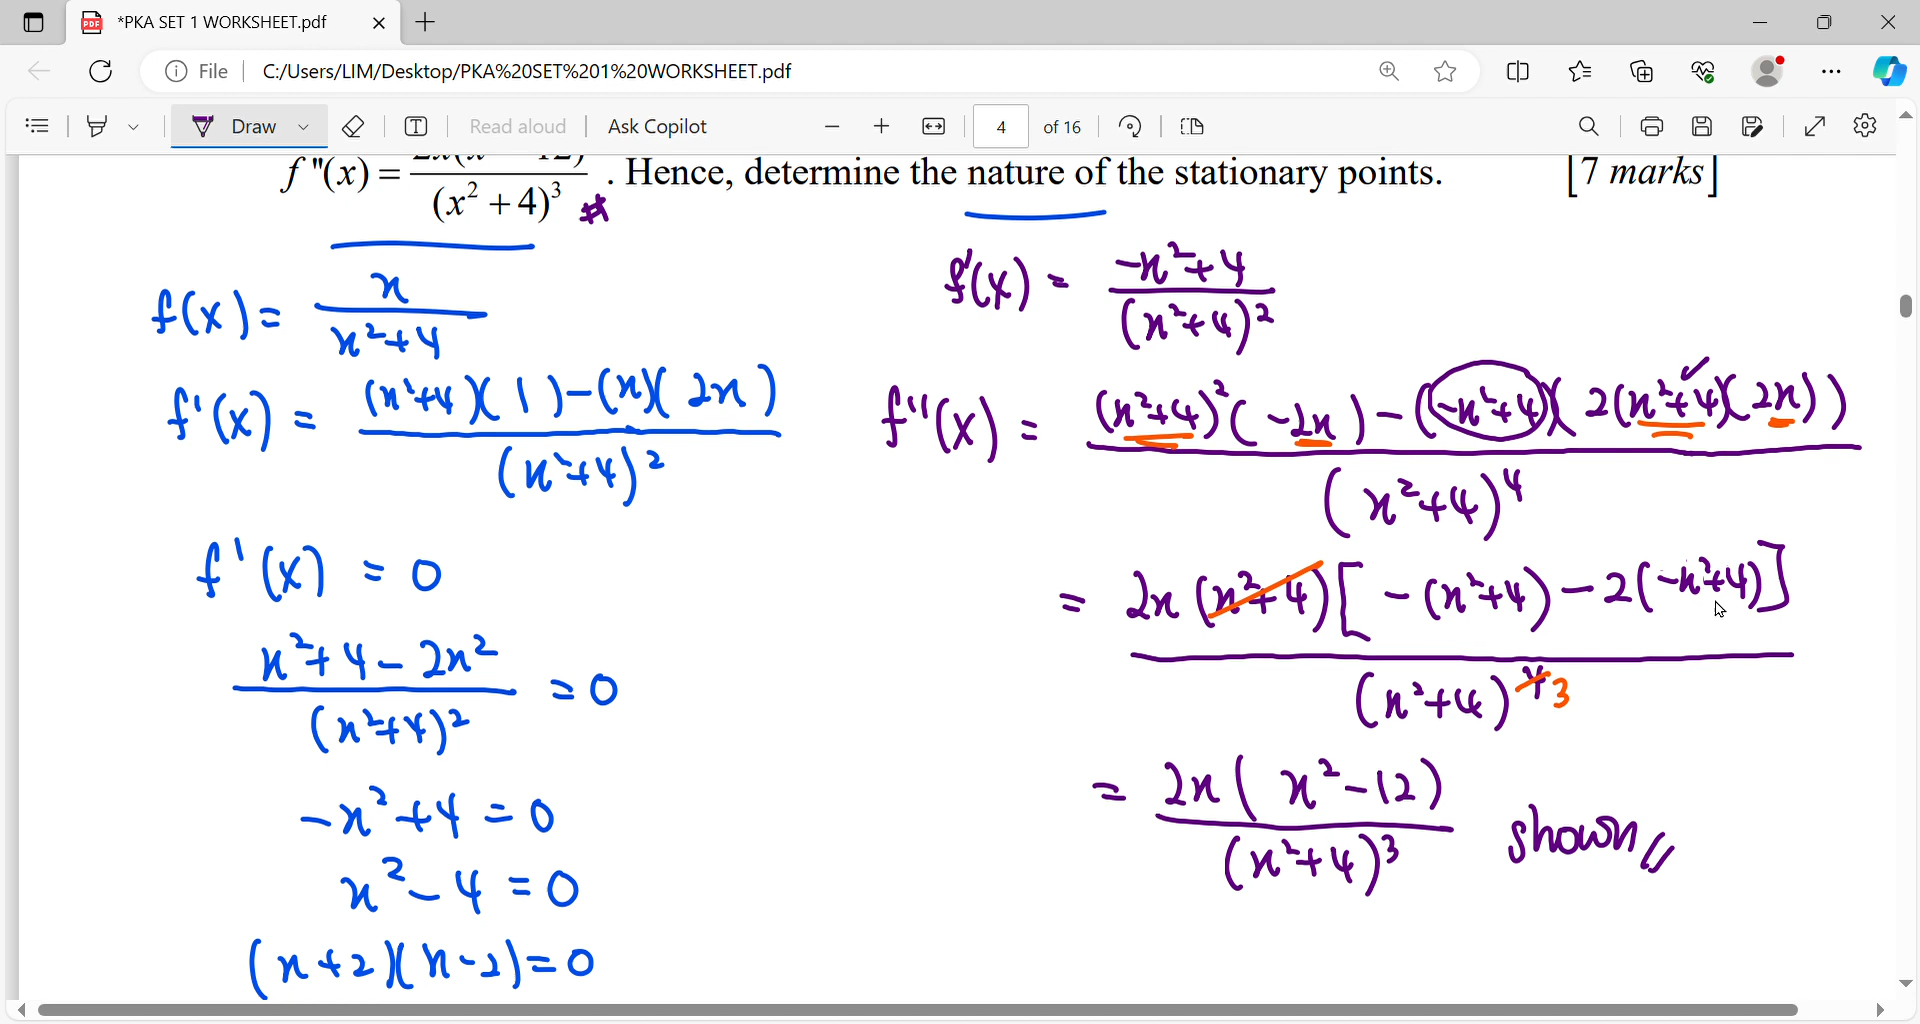 *PKA SET 1 WORKSHEET.pdf
File
C:/Users/LIM/Desktop/PKA%20SET%201%20WORKSHEET.pdf
Draw
Read aloud
Ask Copilot
4 of 16
f "(x) = 2x(x² − 12) / (x² + 4)³ . Hence, determine the nature of the stationary points. [7 marks]
f(x) = x / (x²+4)
f'(x) = ((x²+4)(1)−(x)(2x)) / (x²+4)²
f'(x) = 0
(x²+4−2x²) / (x²+4)² = 0
−x²+4 = 0
x²−4 = 0
(x+2)(x−2)=0
f'(x) = (−x²+4) / (x²+4)²
f''(x) = ((x²+4)²(−2x) − (−x²+4)(2(x²+4)(2x))) / (x²+4)⁴
= 2x(x²+4)[−(x²+4)−2(−x²+4)] / (x²+4)⁴ 3
= 2x(x²−12) / (x²+4)³ shown //